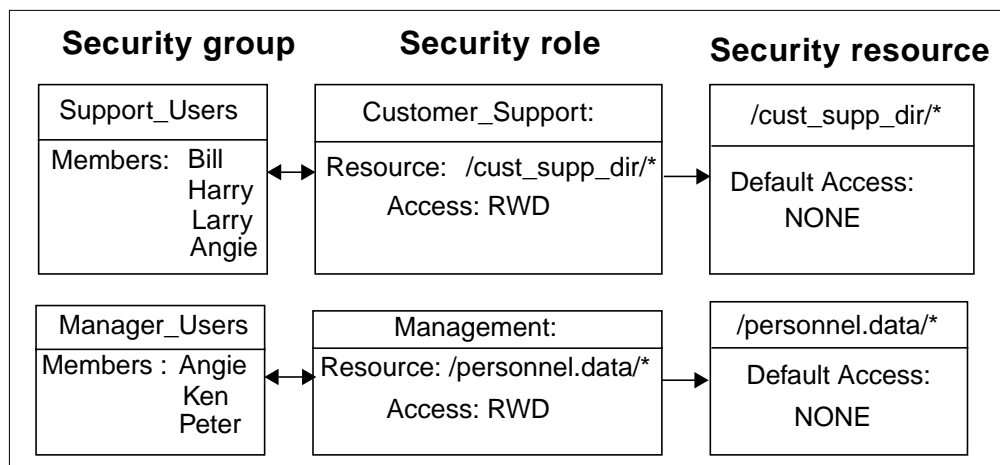 Security group
Security role
Security resource
Support_Users
Members: Bill
Harry
Larry
Angie
Customer_Support:
Resource: /cust_supp_dir/*
Access: RWD
/cust_supp_dir/*
Default Access:
NONE
Manager_Users
Members : Angie
Ken
Peter
Management:
Resource: /personnel.data/*
Access: RWD
/personnel.data/*
Default Access:
NONE